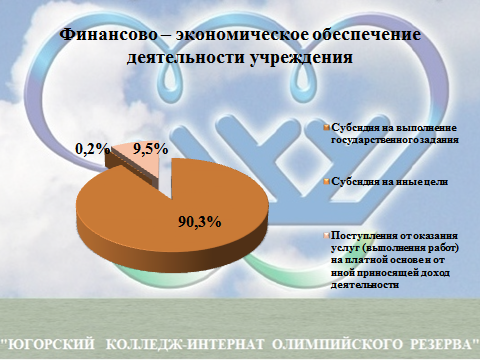 Финансово – экономическое обеспечение
деятельности учреждения
0,2%
9,5%
90,3%
Субсидия на выполнение
государственного задания
Субсидия на иные цели
Поступления от оказания
услуг (выполнения работ)
на платной основе и от
иной приносящей доход
деятельности
"ЮГОРСКИЙ КОЛЛЕДЖ-ИНТЕРНАТ ОЛИМПИЙСКОГО РЕЗЕРВА"